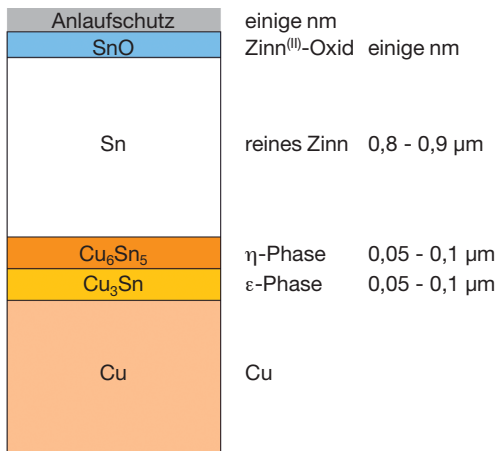 Anlaufschutz einige nm
SnO Zinn(II)-Oxid einige nm
Sn reines Zinn 0,8 - 0,9 µm
Cu6Sn5 η-Phase 0,05 - 0,1 µm
Cu3Sn ε-Phase 0,05 - 0,1 µm
Cu Cu